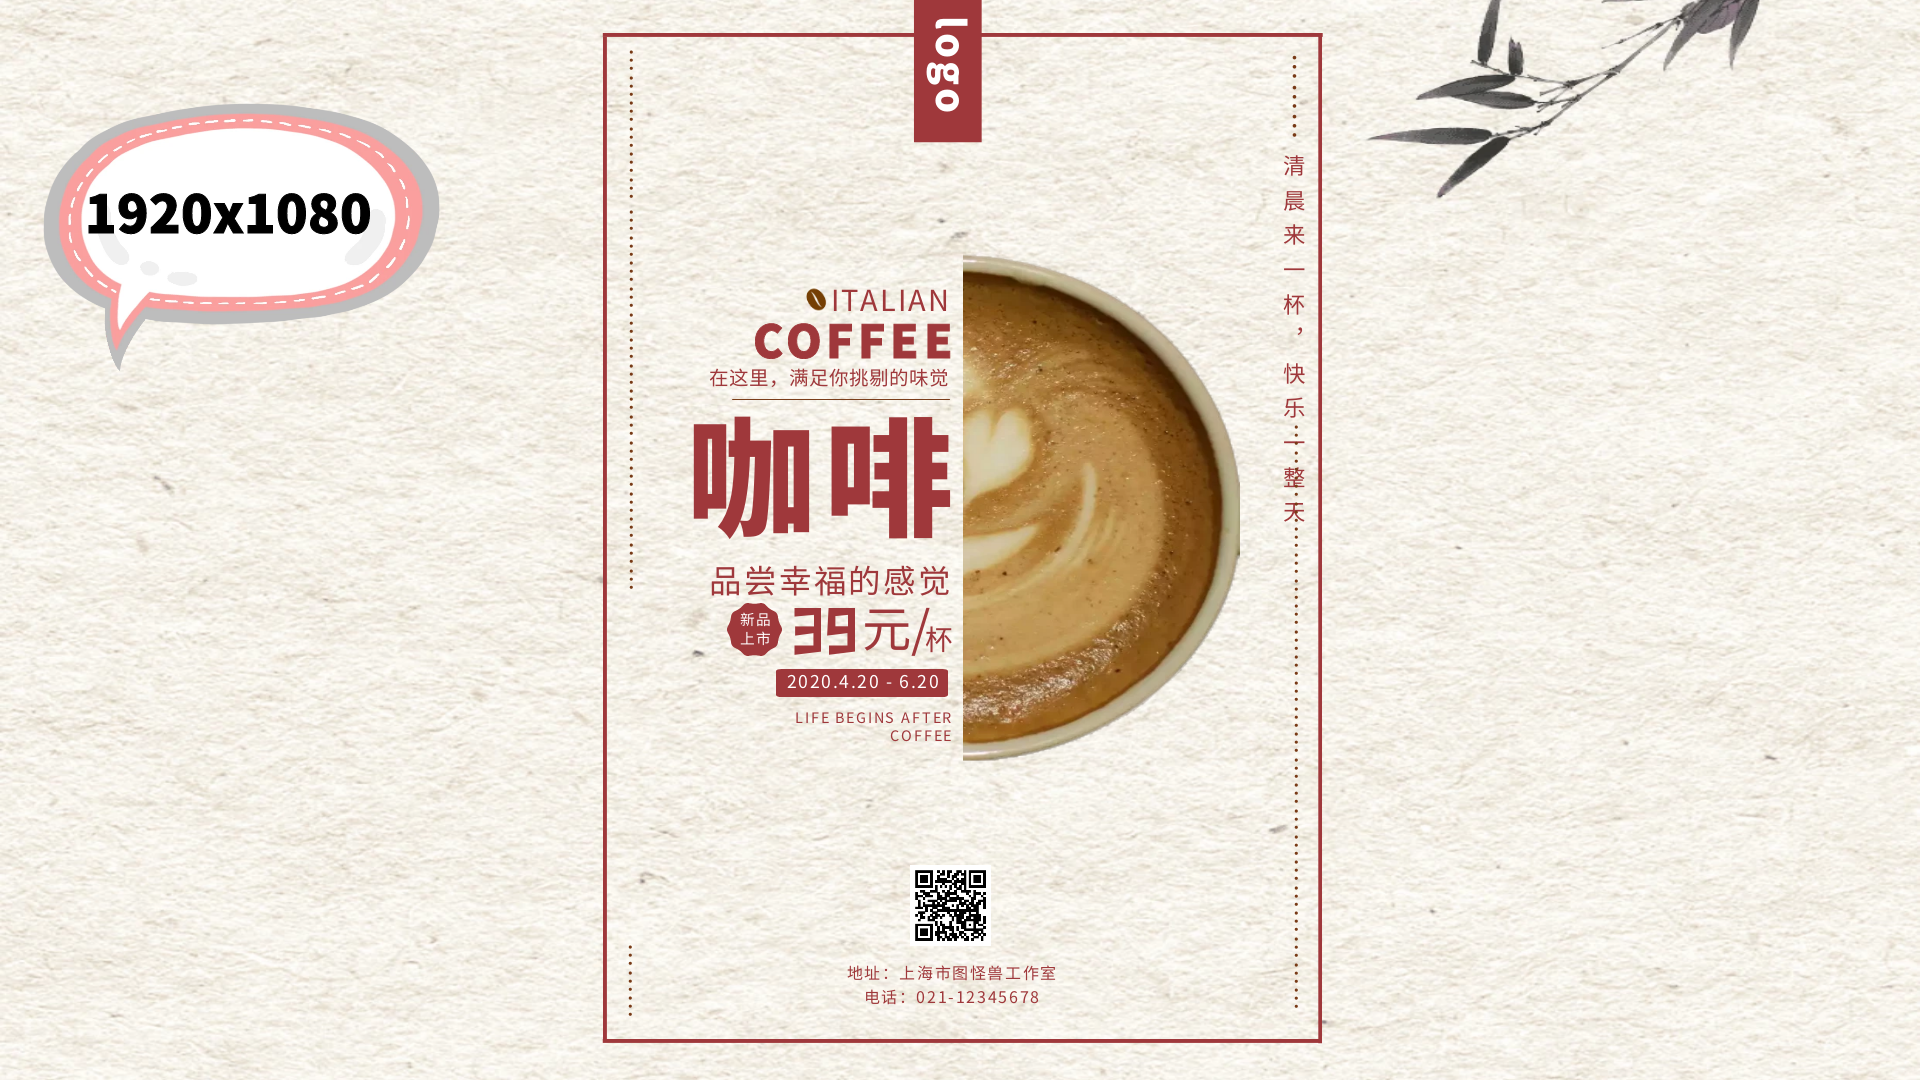 logo
1920x1080
ITALIAN
COFFEE
在这里，满足你挑剔的味觉
咖啡
品尝幸福的感觉
新品
上市
39元/杯
2020.4.20 - 6.20
LIFE BEGINS AFTER
COFFEE
清晨来一杯，快乐一整天
地址：上海市图怪兽工作室
电话：021-12345678